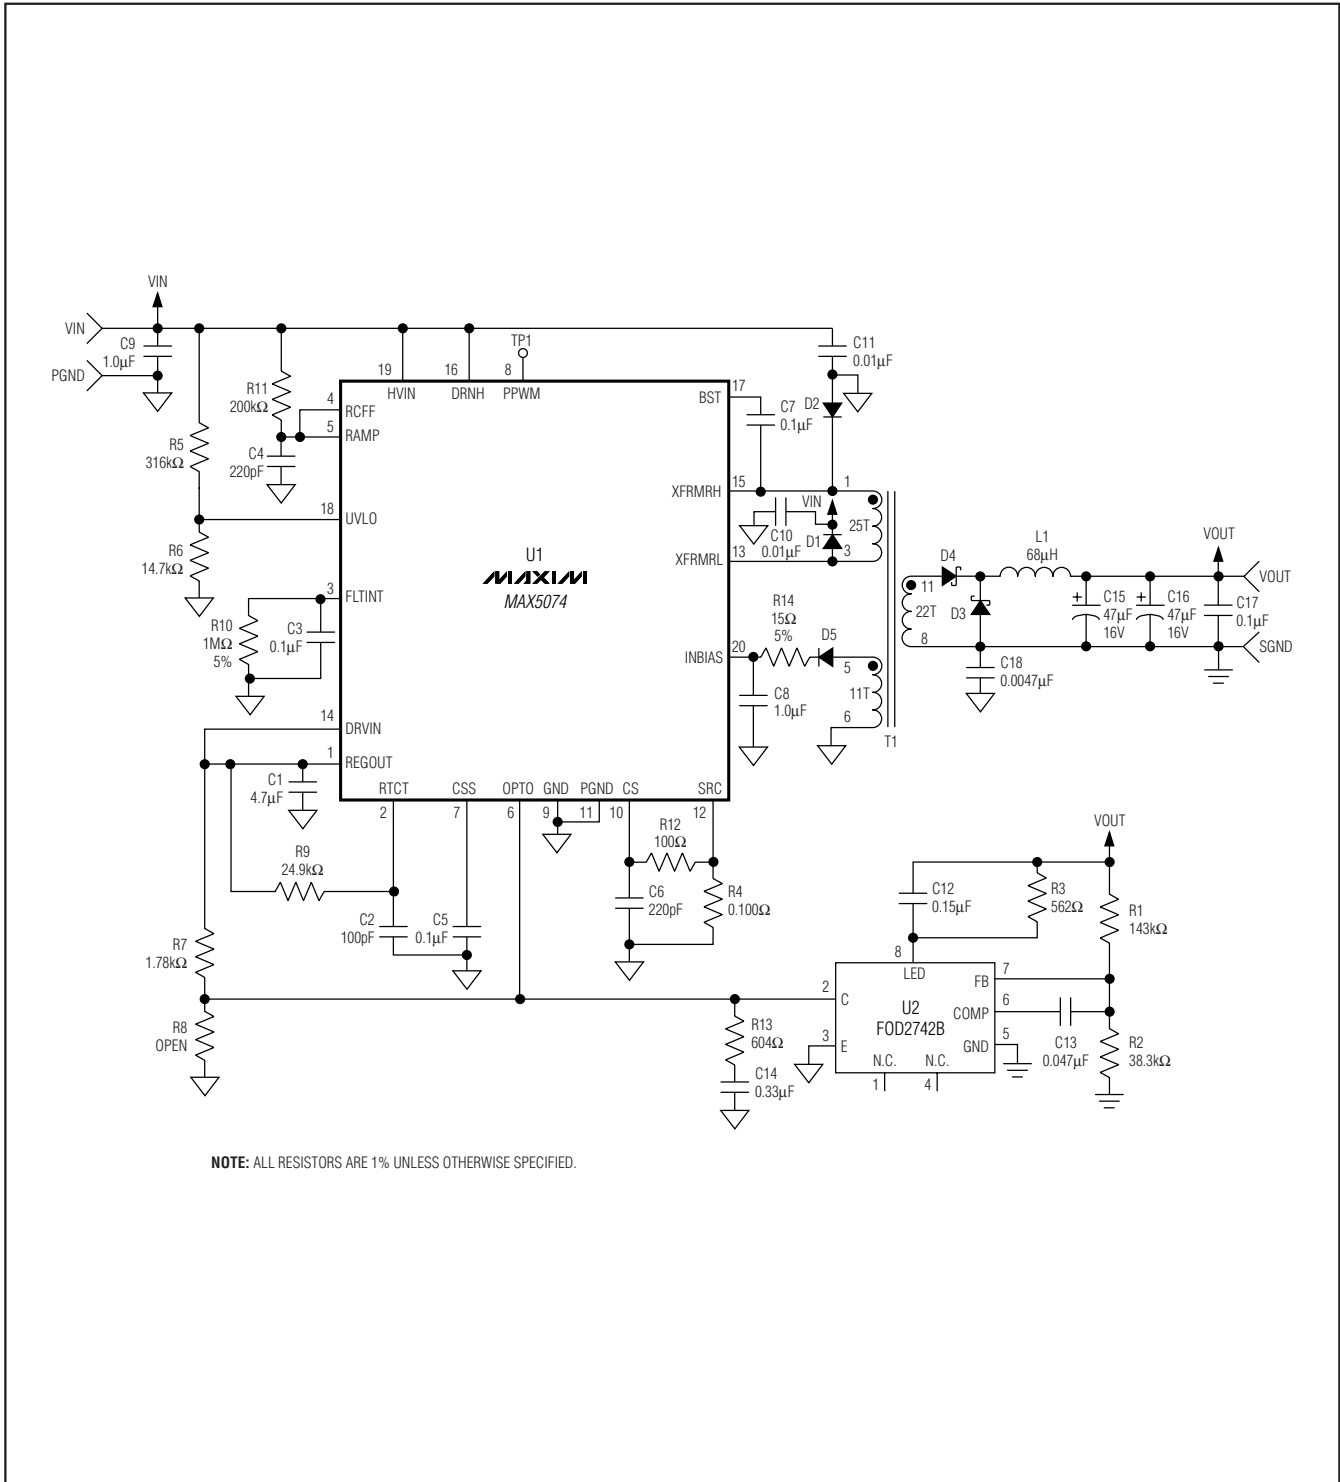 VIN
VIN
C9
1.0µF
PGND
R11
200kΩ
C4
220pF
R5
316kΩ
R6
14.7kΩ
R10
1MΩ
5%
C3
0.1µF
19
HVIN
16
DRNH
TP1
8
PPWM
4
RCFF
5
RAMP
18
UVLO
3
FLTINT
14
DRVIN
1
REGOUT
U1
MAXIM
MAX5074
17
BST
15
XFRMRH
13
XFRMRL
20
INBIAS
RTCT
2
CSS
7
OPTO
6
GND
9
PGND
11
CS
10
SRC
12
C11
0.01µF
C7
0.1µF
D2
VIN
C10
0.01µF
D1
1
25T
3
R14
15Ω
5%
D5
5
11T
6
C8
1.0µF
T1
11
22T
8
D4
D3
L1
68µH
C18
0.0047µF
+
C15
47µF
16V
+
C16
47µF
16V
VOUT
VOUT
C17
0.1µF
SGND
C1
4.7µF
R9
24.9kΩ
C2
100pF
C5
0.1µF
R12
100Ω
C6
220pF
R4
0.100Ω
R7
1.78kΩ
R8
OPEN
R13
604Ω
C14
0.33µF
VOUT
C12
0.15µF
R3
562Ω
R1
143kΩ
8
LED
2
C
3
E
U2
FOD2742B
7
FB
6
COMP
5
GND
N.C.
1
N.C.
4
C13
0.047µF
R2
38.3kΩ
NOTE: ALL RESISTORS ARE 1% UNLESS OTHERWISE SPECIFIED.